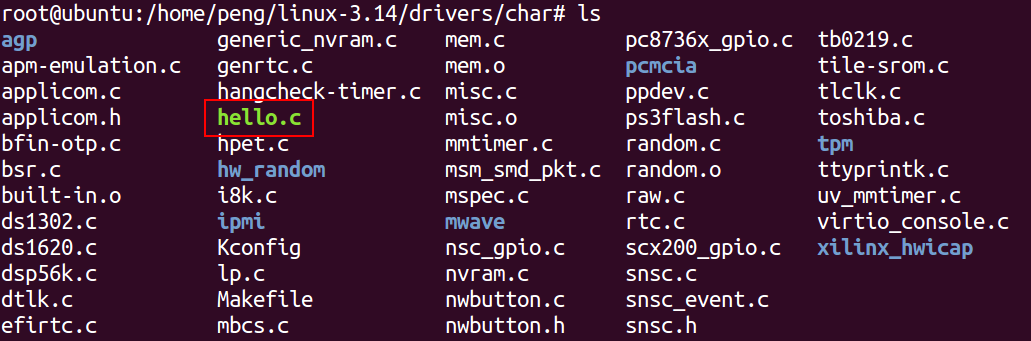 root@ubuntu:/home/peng/linux-3.14/drivers/char# ls
agp generic_nvram.c mem.c pc8736x_gpio.c tb0219.c
apm-emulation.c genrtc.c mem.o pcmcia tile-srom.c
applicom.c hangcheck-timer.c misc.c ppdev.c tlclk.c
applicom.h hello.c misc.o ps3flash.c toshiba.c
bfin-otp.c hpet.c mmtimer.c random.c tpm
bsr.c hw_random msm_smd_pkt.c random.o ttyprintk.c
built-in.o i8k.c mspec.c raw.c uv_mmtimer.c
ds1302.c ipmi mwave rtc.c virtio_console.c
ds1620.c Kconfig nsc_gpio.c scx200_gpio.c xilinx_hwicap
dsp56k.c lp.c nvram.c snsc.c
dtlk.c Makefile nwbutton.c snsc_event.c
efirtc.c mbcs.c nwbutton.h snsc.h